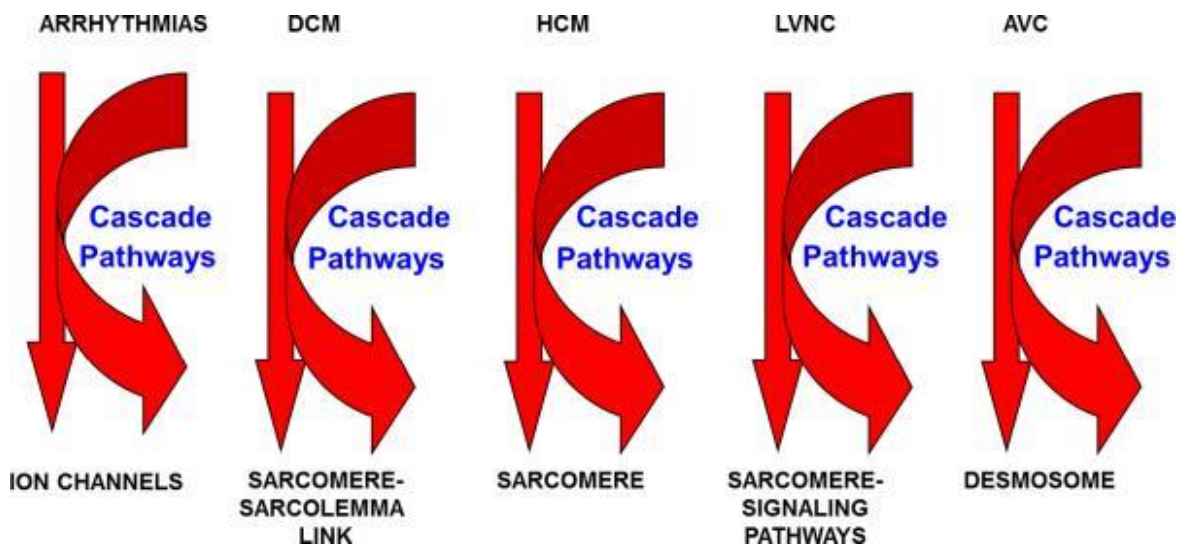 ARRHYTHMIAS DCM HCM LVNC AVC
Cascade Pathways
Cascade Pathways
Cascade Pathways
Cascade Pathways
Cascade Pathways
ION CHANNELS
SARCOMERE-
SARCOLEMMA
LINK
SARCOMERE
SARCOMERE-
SIGNALING
PATHWAYS
DESMOSOME